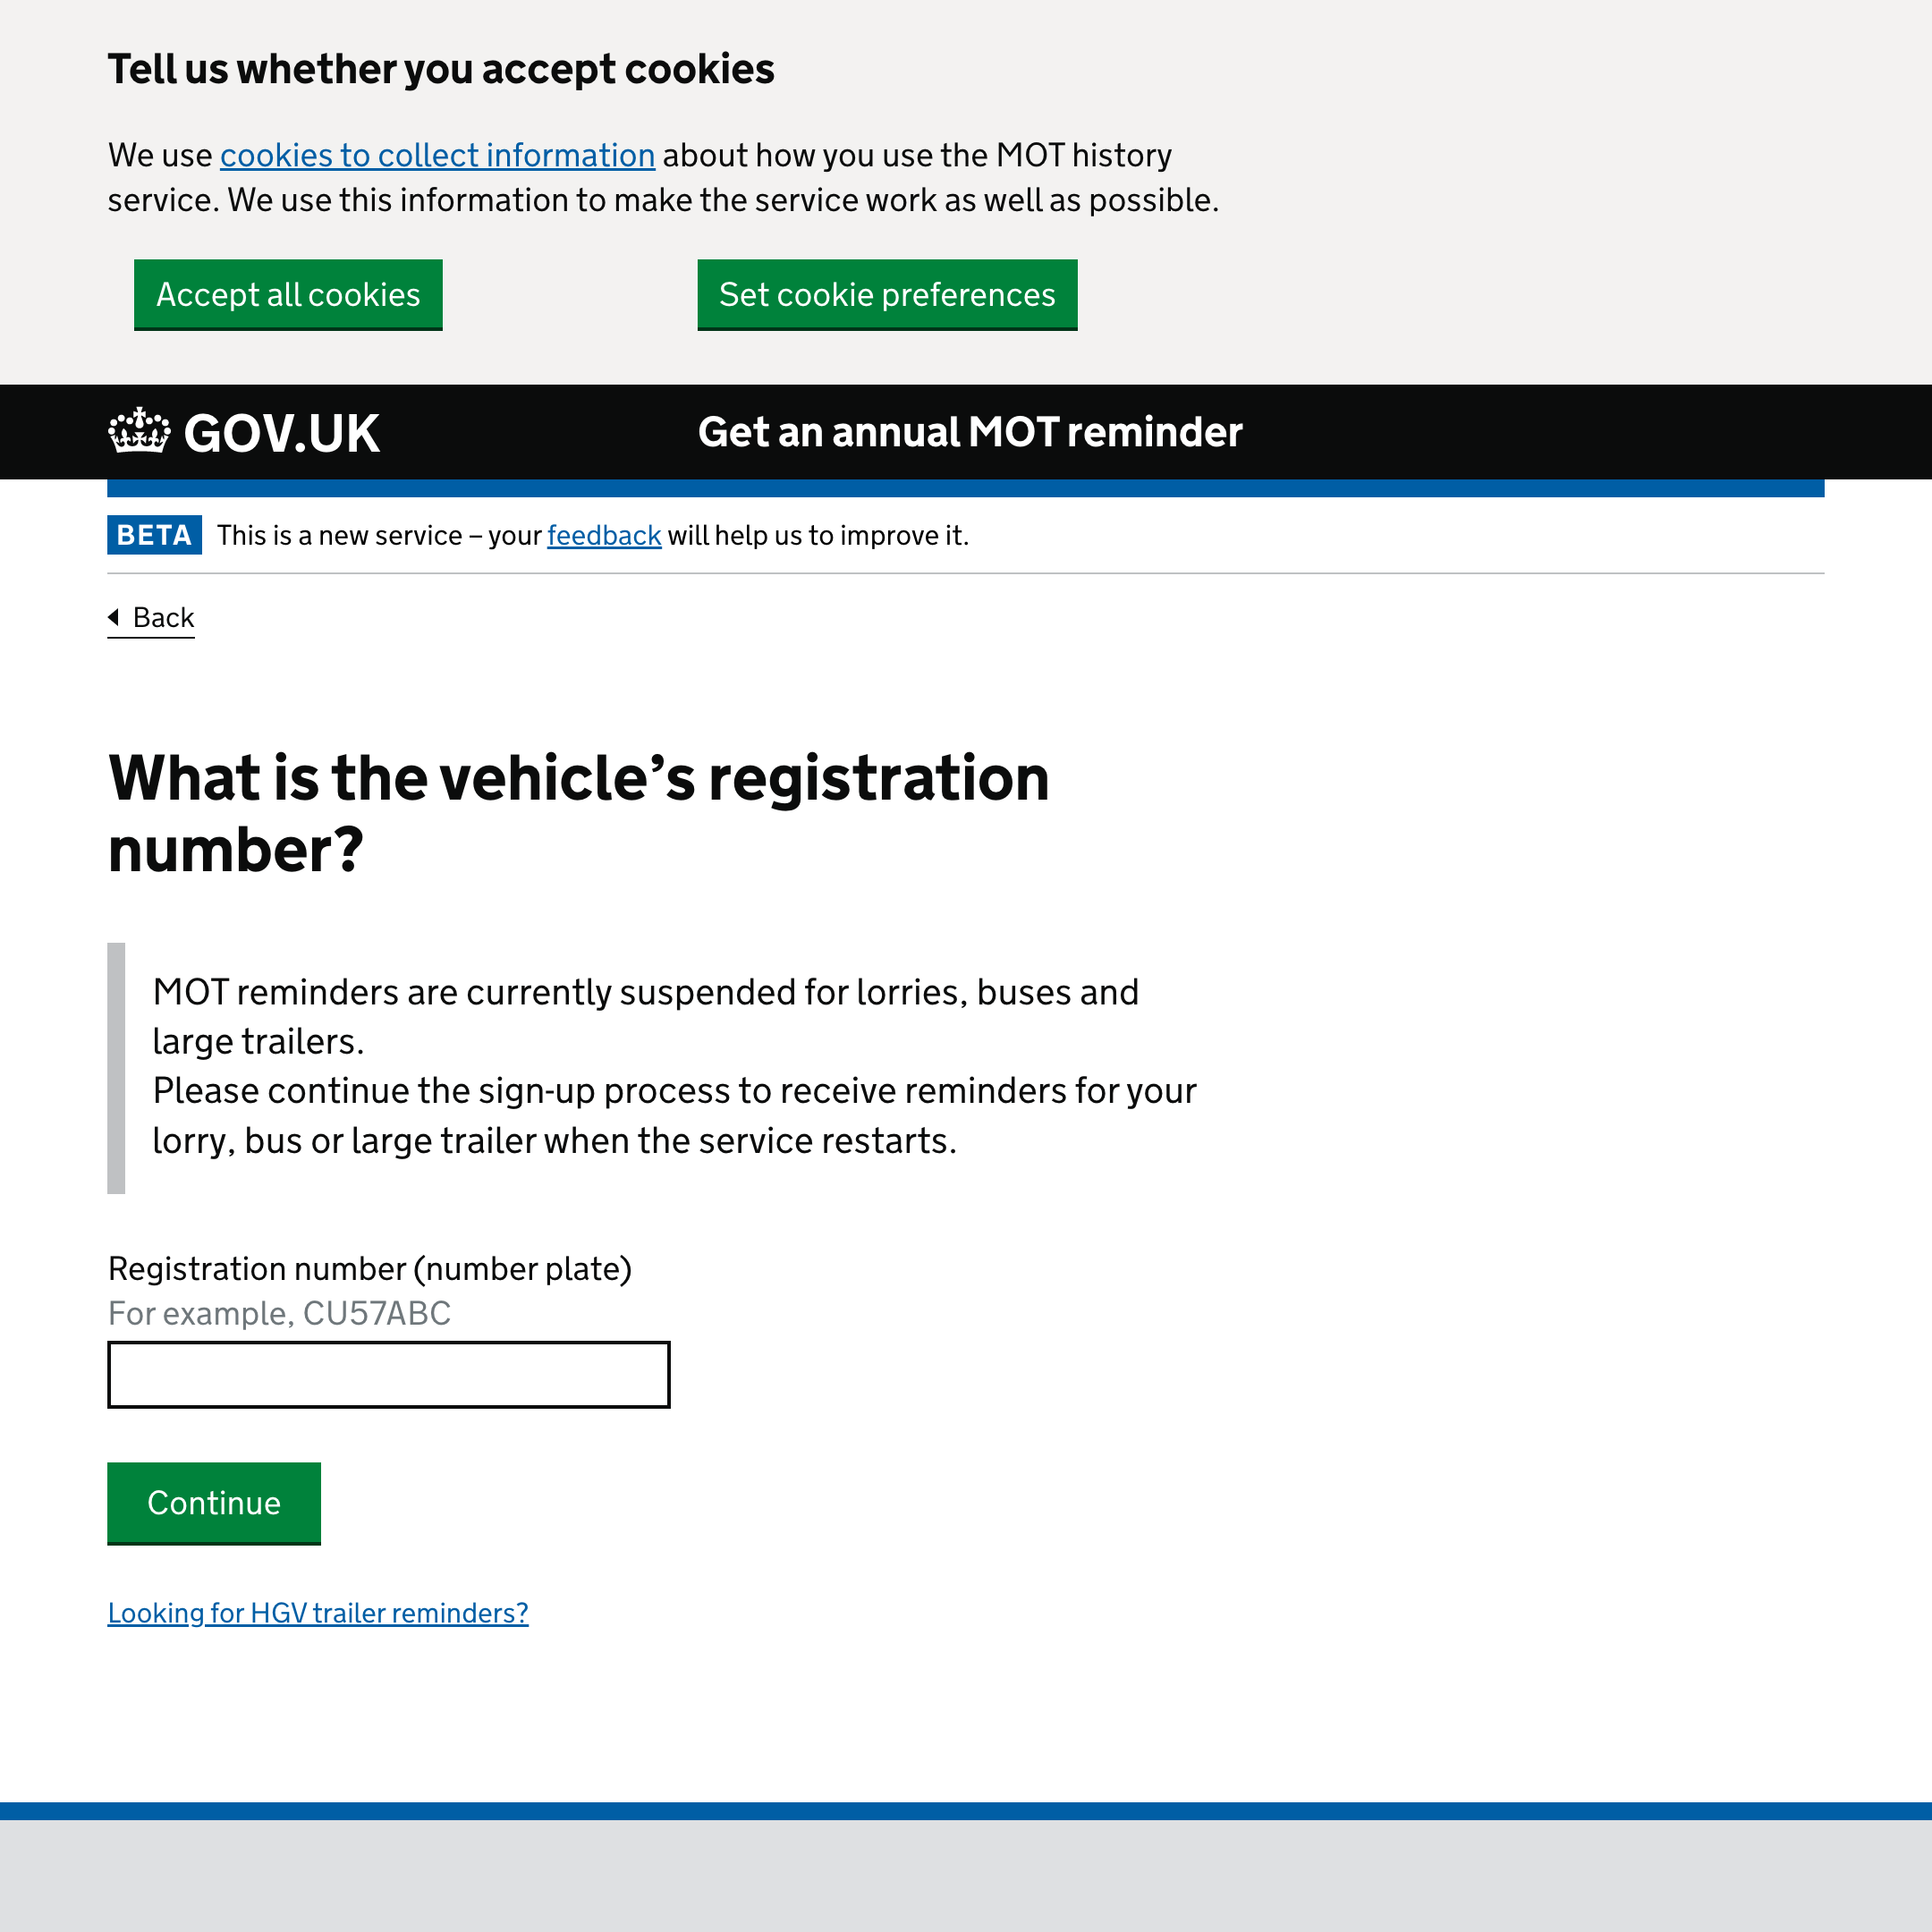 Tell us whether you accept cookies
We use cookies to collect information about how you use the MOT history
service. We use this information to make the service work as well as possible.
Accept all cookies
Set cookie preferences
GOV.UK
Get an annual MOT reminder
BETA This is a new service – your feedback will help us to improve it.
Back
What is the vehicle’s registration
number?
MOT reminders are currently suspended for lorries, buses and
large trailers.
Please continue the sign-up process to receive reminders for your
lorry, bus or large trailer when the service restarts.
Registration number (number plate)
For example, CU57ABC
Continue
Looking for HGV trailer reminders?